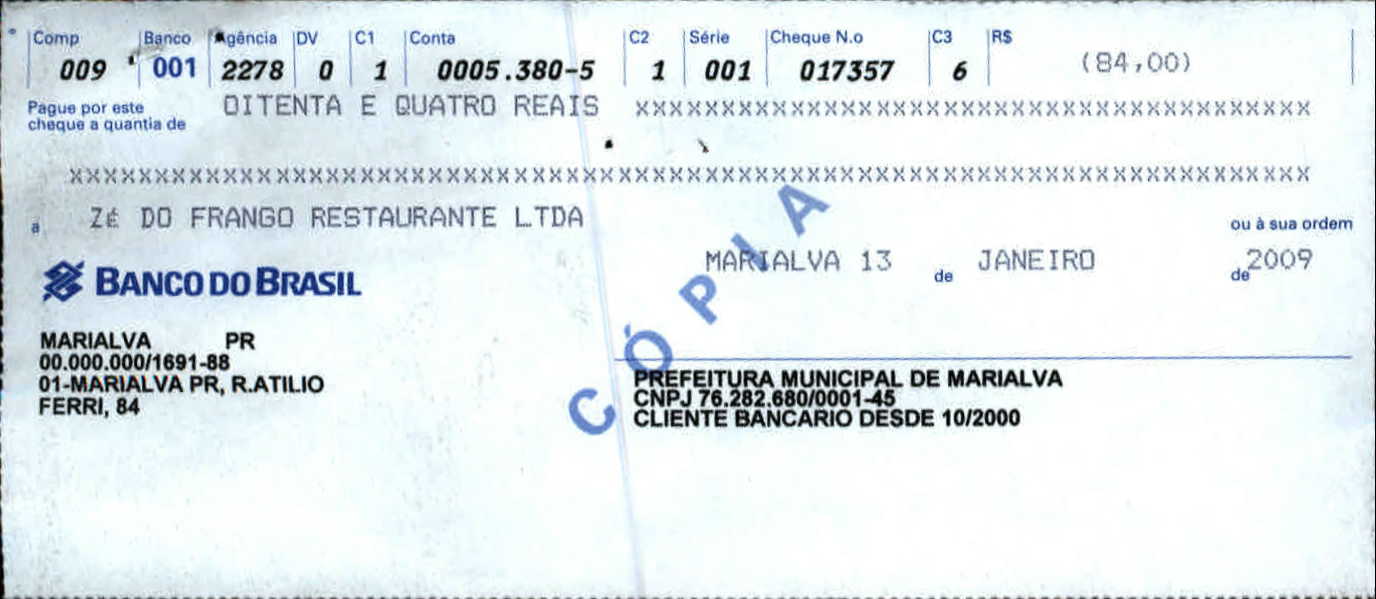 Comp Banco Agência DV C1 Conta C2 Série Cheque N.o C3 R$
009 001 2278 0 1 0005.380-5 1 001 017357 6 (84,00)
Pague por este cheque a quantia de OITENTA E QUATRO REAIS XXXXXXXXXXXXXXXXXXXXXXXXXXXXXXXXXXXXXXX
XXXXXXXXXXXXXXXXXXXXXXXXXXXXXXXXXXXXXXXXXXXXXXXXXXXXXXXXXXXXXXXXXXXXXXXX
a ZÉ DO FRANGO RESTAURANTE LTDA ou à sua ordem
MARIALVA 13 de JANEIRO de 2009
BANCO DO BRASIL
MARIALVA PR
00.000.000/1691-88
01-MARIALVA PR, R.ATILIO
FERRI, 84
PREFEITURA MUNICIPAL DE MARIALVA
CNPJ 76.282.680/0001-45
CLIENTE BANCARIO DESDE 10/2000
CÓPIA